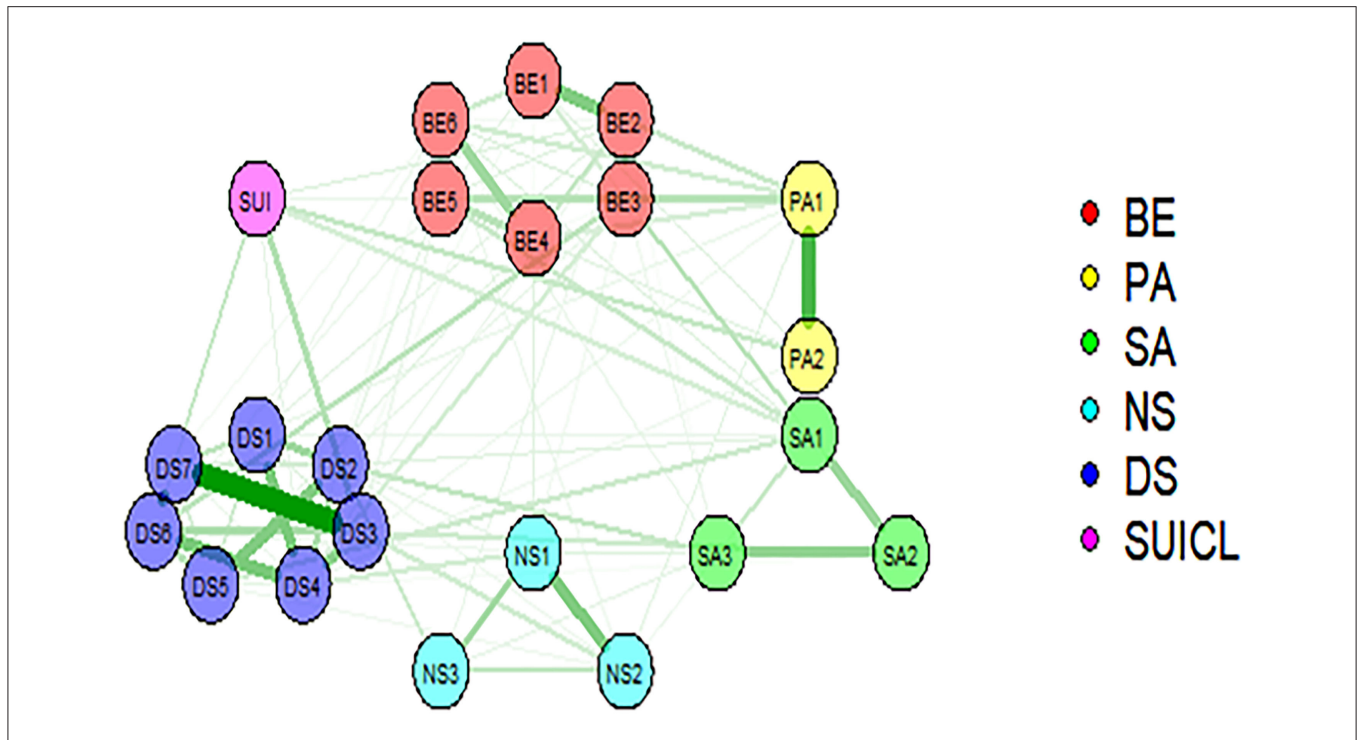 BE1
BE6
BE2
SUI
BE5
BE3
PA1
BE4
PA2
DS1
SA1
DS7
DS2
DS6
DS3
NS1
SA3
SA2
DS5
DS4
NS3
NS2
BE
PA
SA
NS
DS
SUICL